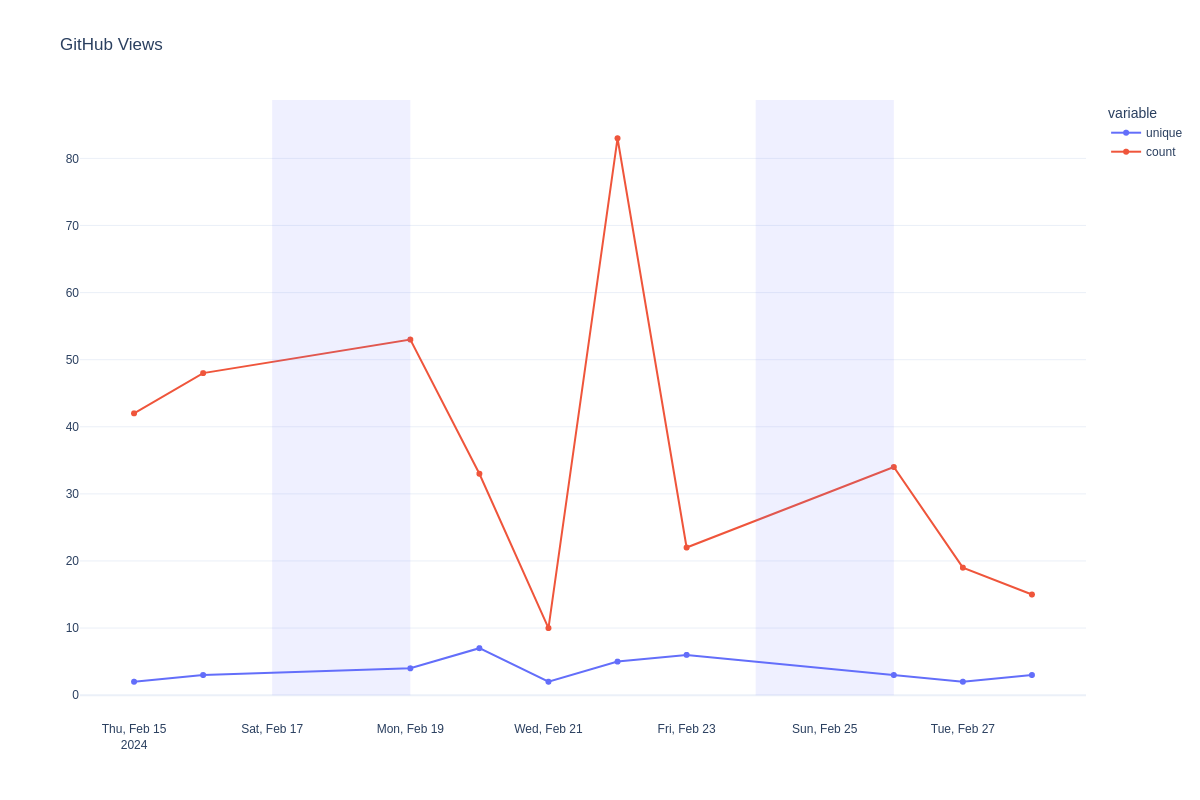 GitHub Views
variable
unique
count
80
70
60
50
40
30
20
10
0
Thu, Feb 15
2024
Sat, Feb 17
Mon, Feb 19
Wed, Feb 21
Fri, Feb 23
Sun, Feb 25
Tue, Feb 27